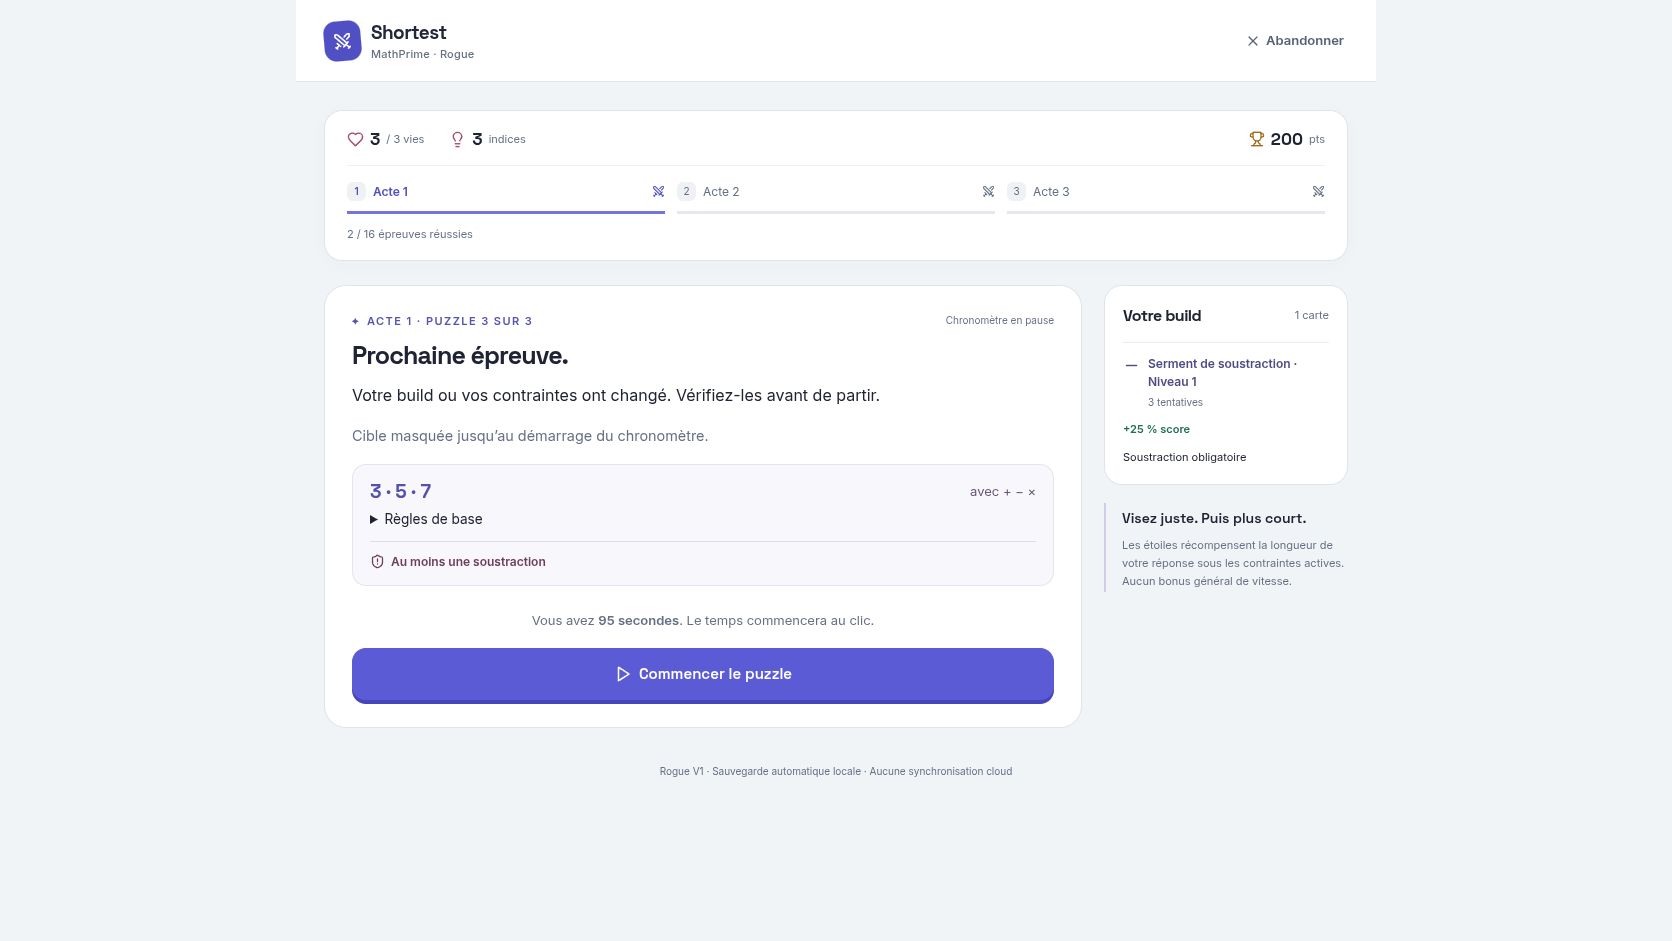 Shortest
MathPrime · Rogue
Abandonner
3 / 3 vies
3 indices
200 pts
1 Acte 1
2 Acte 2
3 Acte 3
2 / 16 épreuves réussies
✦ ACTE 1 · PUZZLE 3 SUR 3
Chronomètre en pause
Prochaine épreuve.
Votre build ou vos contraintes ont changé. Vérifiez-les avant de partir.
Cible masquée jusqu’au démarrage du chronomètre.
3 · 5 · 7
avec + − ×
▶ Règles de base
Au moins une soustraction
Vous avez 95 secondes. Le temps commencera au clic.
Commencer le puzzle
Votre build
1 carte
— Serment de soustraction ·
Niveau 1
3 tentatives
+25 % score
Soustraction obligatoire
Visez juste. Puis plus court.
Les étoiles récompensent la longueur de
votre réponse sous les contraintes actives.
Aucun bonus général de vitesse.
Rogue V1 · Sauvegarde automatique locale · Aucune synchronisation cloud